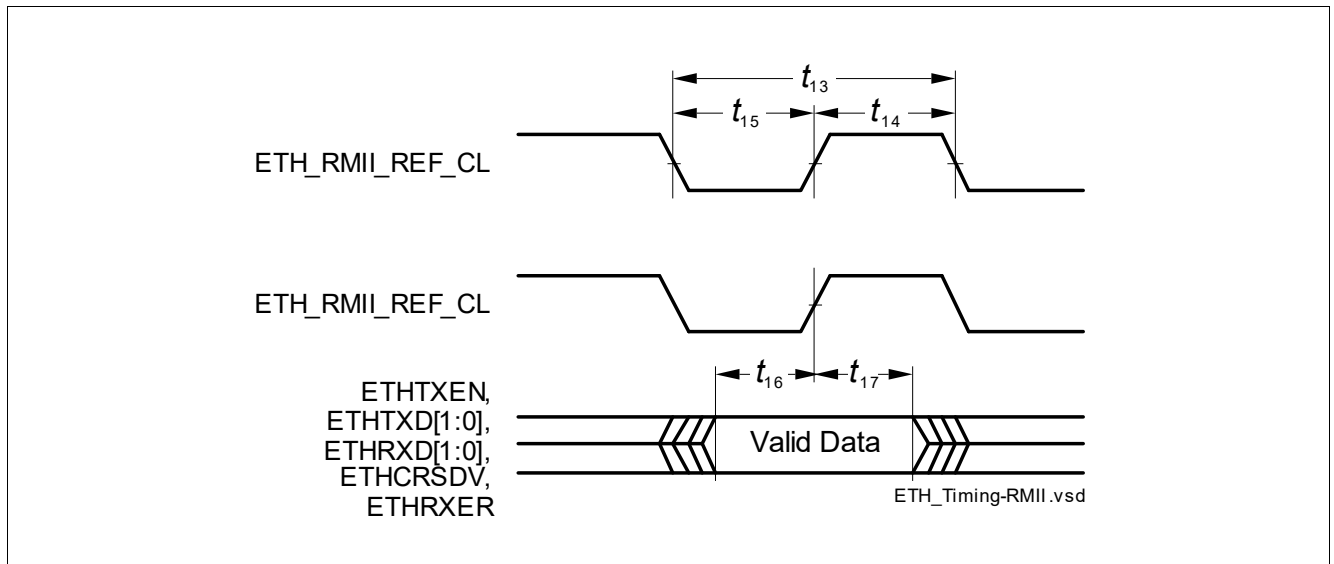 t13
t15
t14
ETH_RMII_REF_CL
ETH_RMII_REF_CL
t16
t17
ETHTXEN,
ETHTXD[1:0],
ETHRXD[1:0],
ETHCRSDV,
ETHRXER
Valid Data
ETH_Timing-RMII.vsd